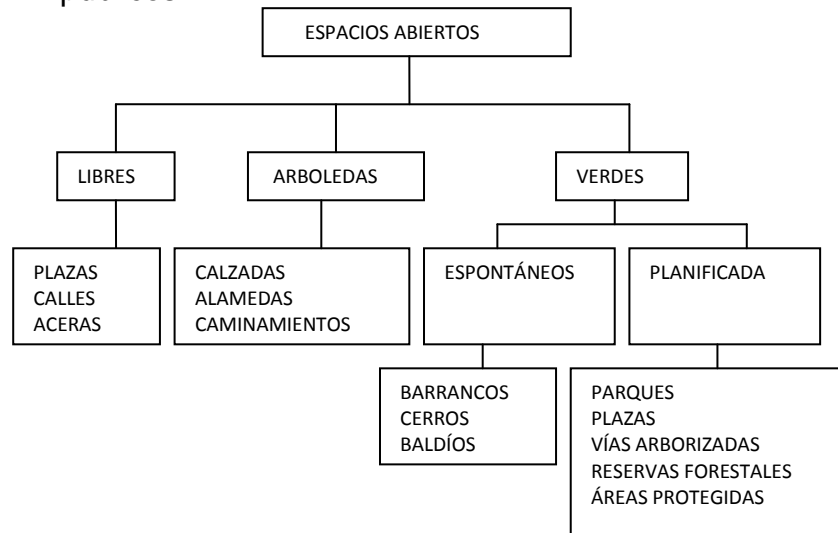 ESPACIOS ABIERTOS
LIBRES
ARBOLEDAS
VERDES
PLAZAS
CALLES
ACERAS
CALZADAS
ALAMEDAS
CAMINAMIENTOS
ESPONTÁNEOS
PLANIFICADA
BARRANCOS
CERROS
BALDÍOS
PARQUES
PLAZAS
VÍAS ARBORIZADAS
RESERVAS FORESTALES
ÁREAS PROTEGIDAS